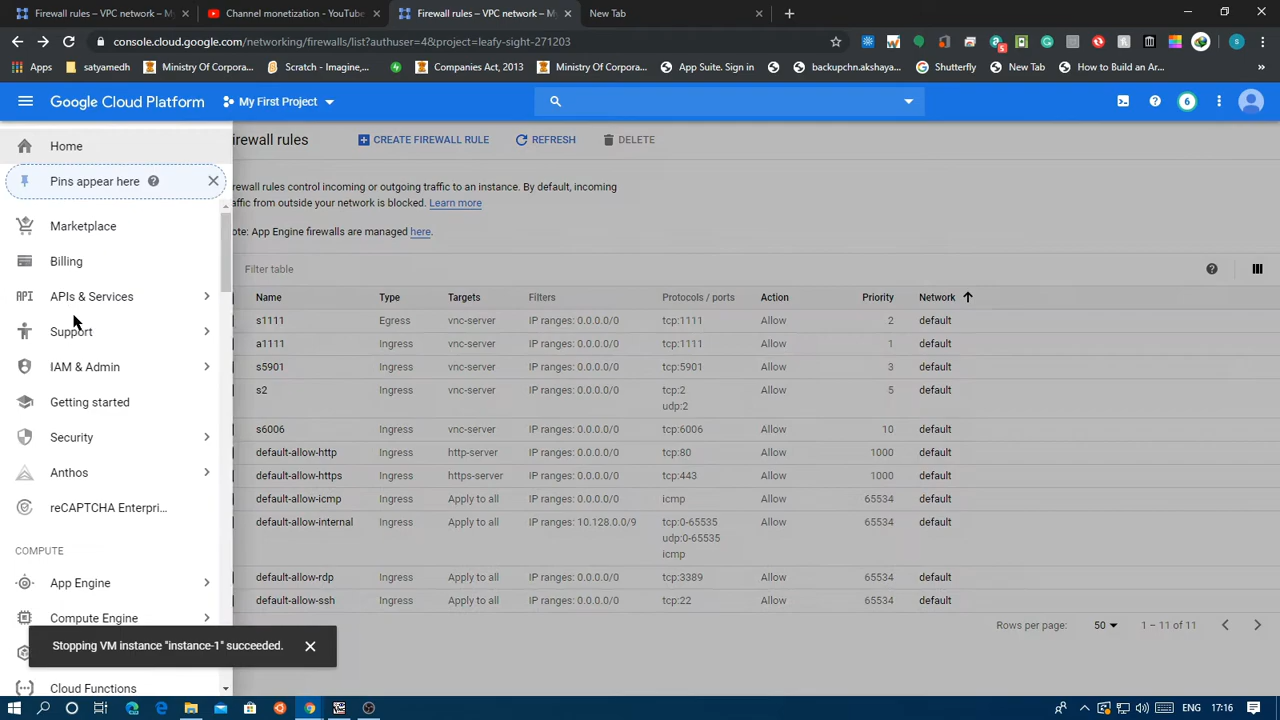 Firewall rules – VPC network – My
Channel monetization - YouTube
Firewall rules – VPC network – My
New Tab
console.cloud.google.com/networking/firewalls/list?authuser=4&project=leafy-sight-271203
Apps
satyamedh
Ministry Of Corpora...
Scratch - Imagine,...
Companies Act, 2013
Ministry Of Corpora...
App Suite. Sign in
backupchn.akshaya...
Shutterfly
New Tab
How to Build an Ar...
Google Cloud Platform
My First Project
6
Home
Pins appear here
Marketplace
Billing
API APIs & Services
Support
IAM & Admin
Getting started
Security
Anthos
reCAPTCHA Enterpri...
COMPUTE
App Engine
Compute Engine
Cloud Functions
irewall rules
CREATE FIREWALL RULE
REFRESH
DELETE
rewall rules control incoming or outgoing traffic to an instance. By default, incoming
affic from outside your network is blocked. Learn more
ote: App Engine firewalls are managed here.
Filter table
Name Type Targets Filters Protocols / ports Action Priority Network
s1111 Egress vnc-server IP ranges: 0.0.0.0/0 tcp:1111 Allow 2 default
a1111 Ingress vnc-server IP ranges: 0.0.0.0/0 tcp:1111 Allow 1 default
s5901 Ingress vnc-server IP ranges: 0.0.0.0/0 tcp:5901 Allow 3 default
s2 Ingress vnc-server IP ranges: 0.0.0.0/0 tcp:2 Allow 5 default
udp:2
s6006 Ingress vnc-server IP ranges: 0.0.0.0/0 tcp:6006 Allow 10 default
default-allow-http Ingress http-server IP ranges: 0.0.0.0/0 tcp:80 Allow 1000 default
default-allow-https Ingress https-server IP ranges: 0.0.0.0/0 tcp:443 Allow 1000 default
default-allow-icmp Ingress Apply to all IP ranges: 0.0.0.0/0 icmp Allow 65534 default
default-allow-internal Ingress Apply to all IP ranges: 10.128.0.0/9 tcp:0-65535 Allow 65534 default
udp:0-65535
icmp
default-allow-rdp Ingress Apply to all IP ranges: 0.0.0.0/0 tcp:3389 Allow 65534 default
default-allow-ssh Ingress Apply to all IP ranges: 0.0.0.0/0 tcp:22 Allow 65534 default
Rows per page: 50 1 – 11 of 11
Stopping VM instance "instance-1" succeeded.
ENG 17:16